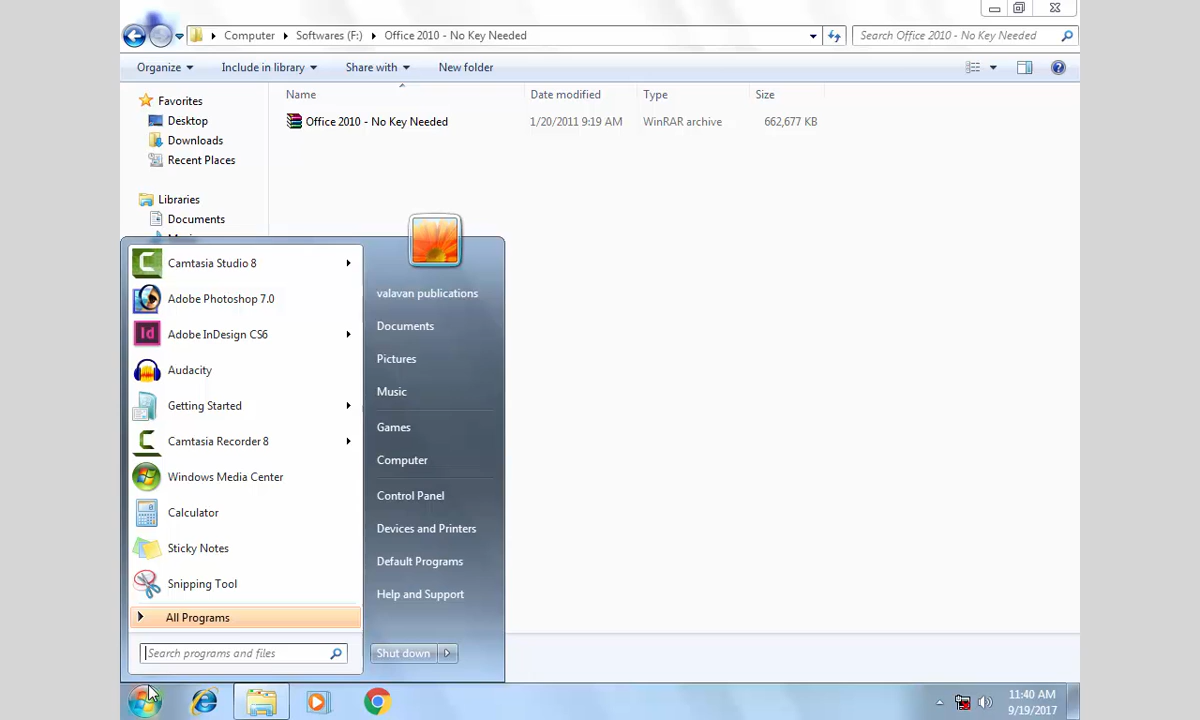 Computer Softwares (F:) Office 2010 - No Key Needed
Search Office 2010 - No Key Needed
Organize Include in library Share with New folder
Name Date modified Type Size
Office 2010 - No Key Needed 1/20/2011 9:19 AM WinRAR archive 662,677 KB
Favorites
Desktop
Downloads
Recent Places
Libraries
Documents
Camtasia Studio 8
Adobe Photoshop 7.0
Adobe InDesign CS6
Audacity
Getting Started
Camtasia Recorder 8
Windows Media Center
Calculator
Sticky Notes
Snipping Tool
All Programs
Search programs and files
valavan publications
Documents
Pictures
Music
Games
Computer
Control Panel
Devices and Printers
Default Programs
Help and Support
Shut down
11:40 AM
9/19/2017